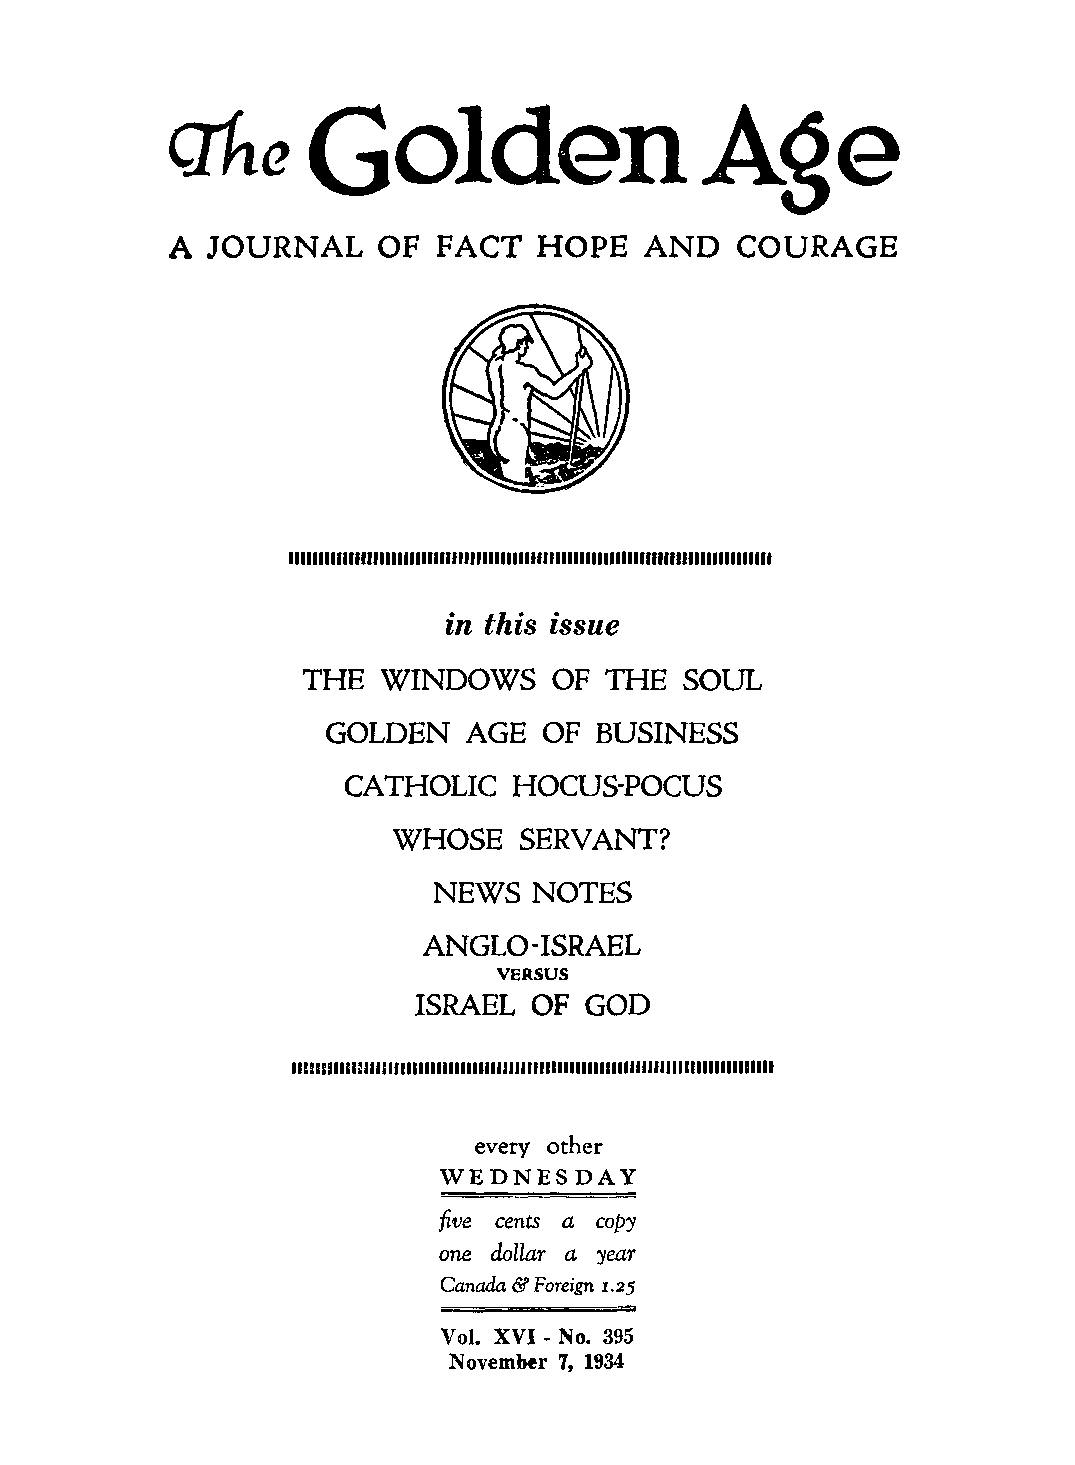 The Golden Age
A JOURNAL OF FACT HOPE AND COURAGE
in this issue
THE WINDOWS OF THE SOUL
GOLDEN AGE OF BUSINESS
CATHOLIC HOCUS-POCUS
WHOSE SERVANT?
NEWS NOTES
ANGLO-ISRAEL
VERSUS
ISRAEL OF GOD
every other
WEDNESDAY
five cents a copy
one dollar a year
Canada & Foreign 1.25
Vol. XVI - No. 395
November 7, 1934